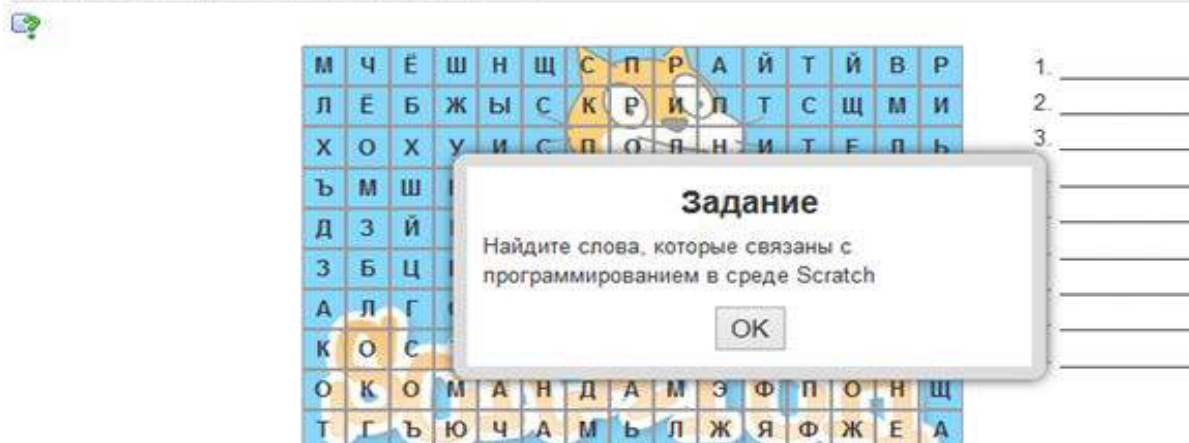 М Ч Ё Ш Н Щ С П Р А Й Т Й В Р
1.
Л Ё Б Ж Ы С К Р И П Т С Щ М И
2.
Х О Х У И С П О Л Н И Т Е Л Ь
3.
Ъ М Ш
Задание
Д З Й
Найдите слова, которые связаны с
З Б Ц
программированием в среде Scratch
А Л Г
OK
К О С
О К О М А Н Д А М Э Ф П О Н Щ
Т Г Ъ Ю Ч А М Ь Л Ж Я Ф Ж Е А